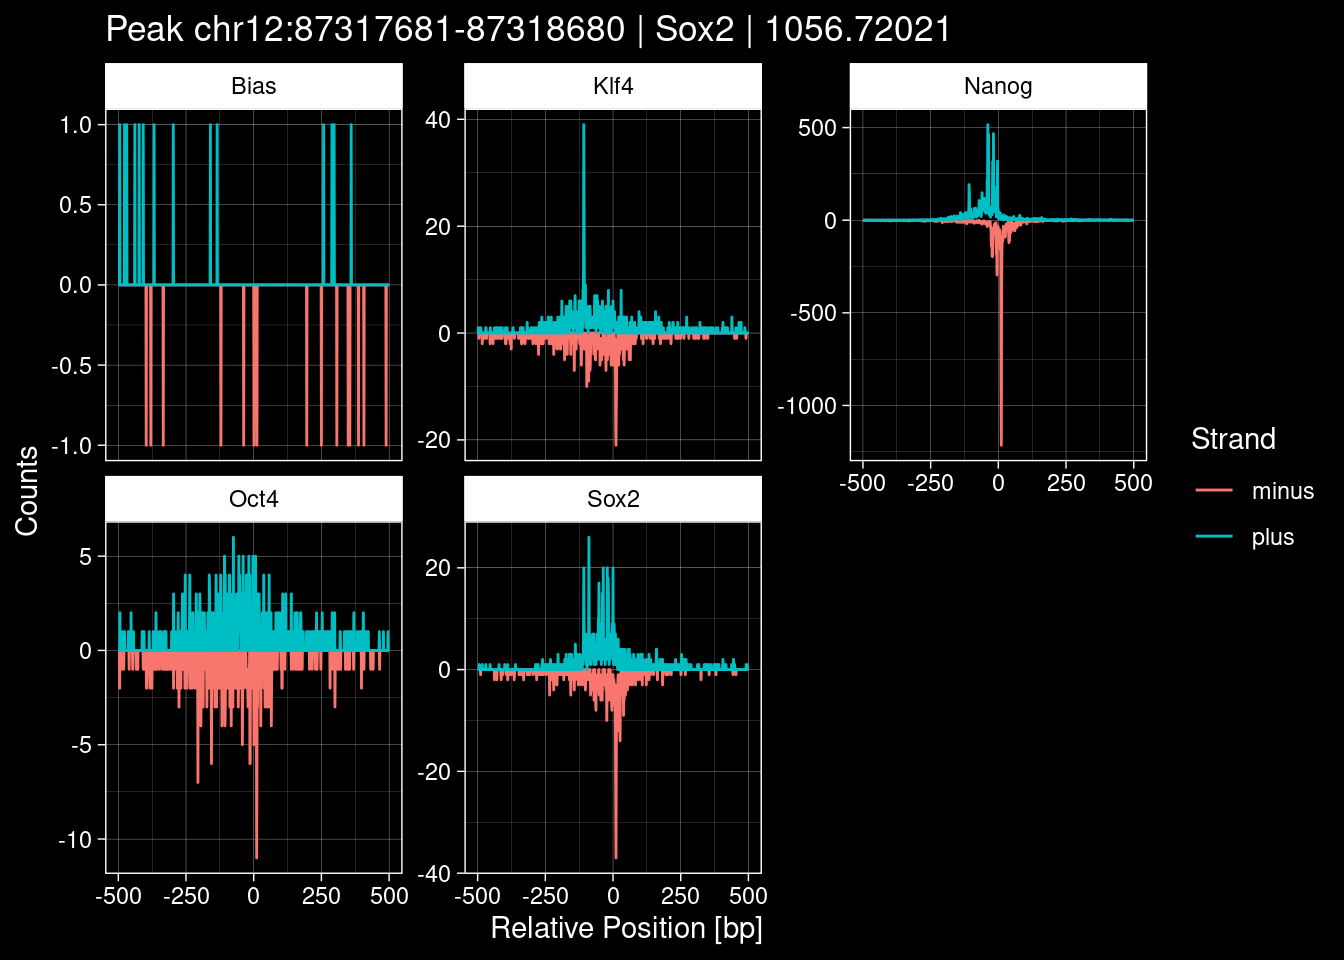 Peak chr12:87317681-87318680 | Sox2 | 1056.72021
Bias
Klf4
Nanog
1.0
0.5
0.0
-0.5
-1.0
40
20
0
-20
500
0
-500
-1000
-500 -250 0 250 500
Oct4
Sox2
5
0
-5
-10
20
0
-20
-40
-500 -250 0 250 500
-500 -250 0 250 500
Relative Position [bp]
Counts
Strand
minus
plus